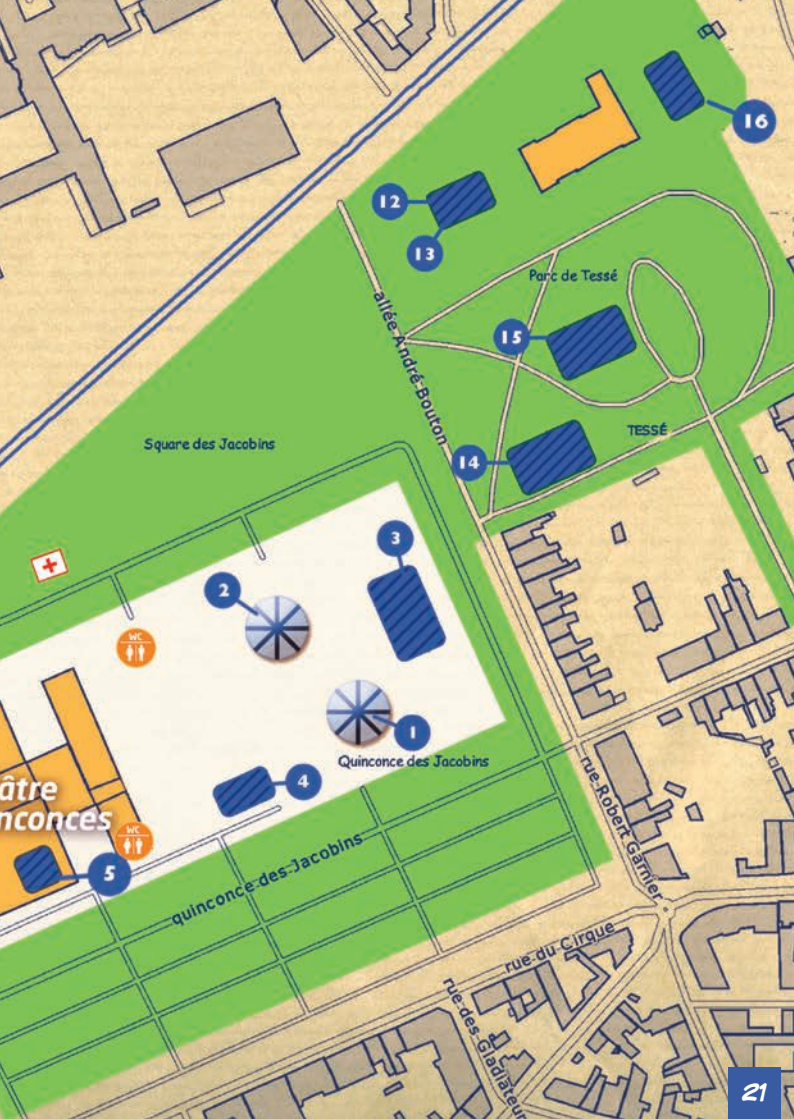 16
12
13
Parc de Tessé
allée André Bouton
15
TESSÉ
Square des Jacobins
14
3
2
WC
1
Quinconce des Jacobins
4
âtre
nconces
WC
5
quinconce des Jacobins
rue Robert Garnier
rue du Cirque
rue des Gladiateur
21